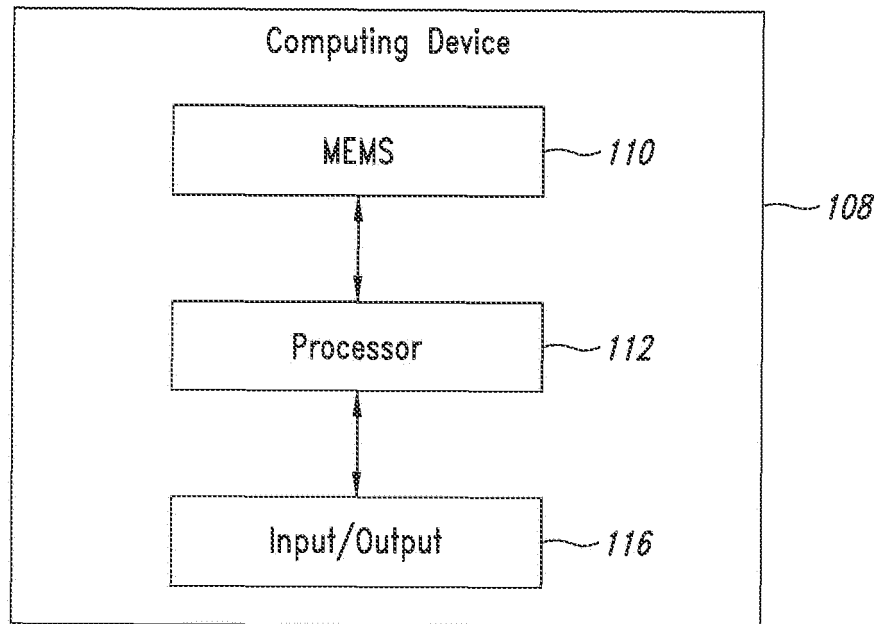 Computing Device
MEMS
110
108
Processor
112
Input/Output
116